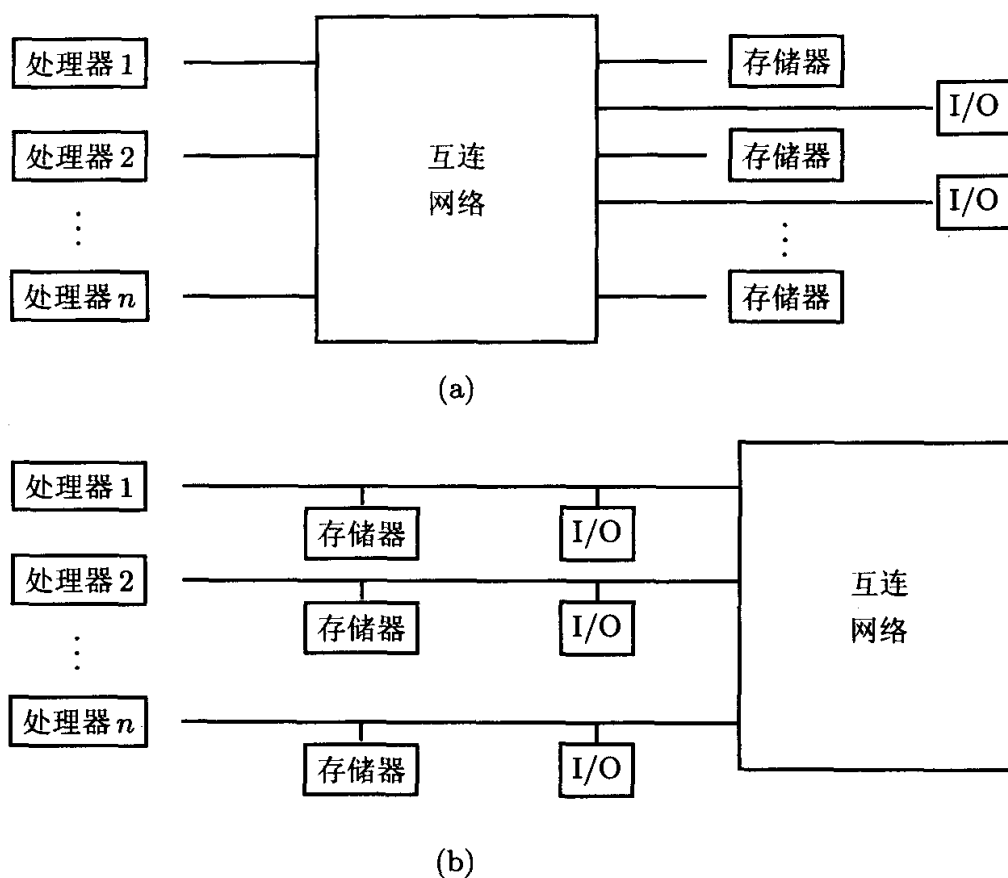 处理器 1
存储器
I/O
处理器 2
互连
网络
存储器
I/O
⋮
⋮
处理器 n
存储器
(a)
处理器 1
存储器
I/O
处理器 2
互连
网络
存储器
I/O
⋮
处理器 n
存储器
I/O
(b)